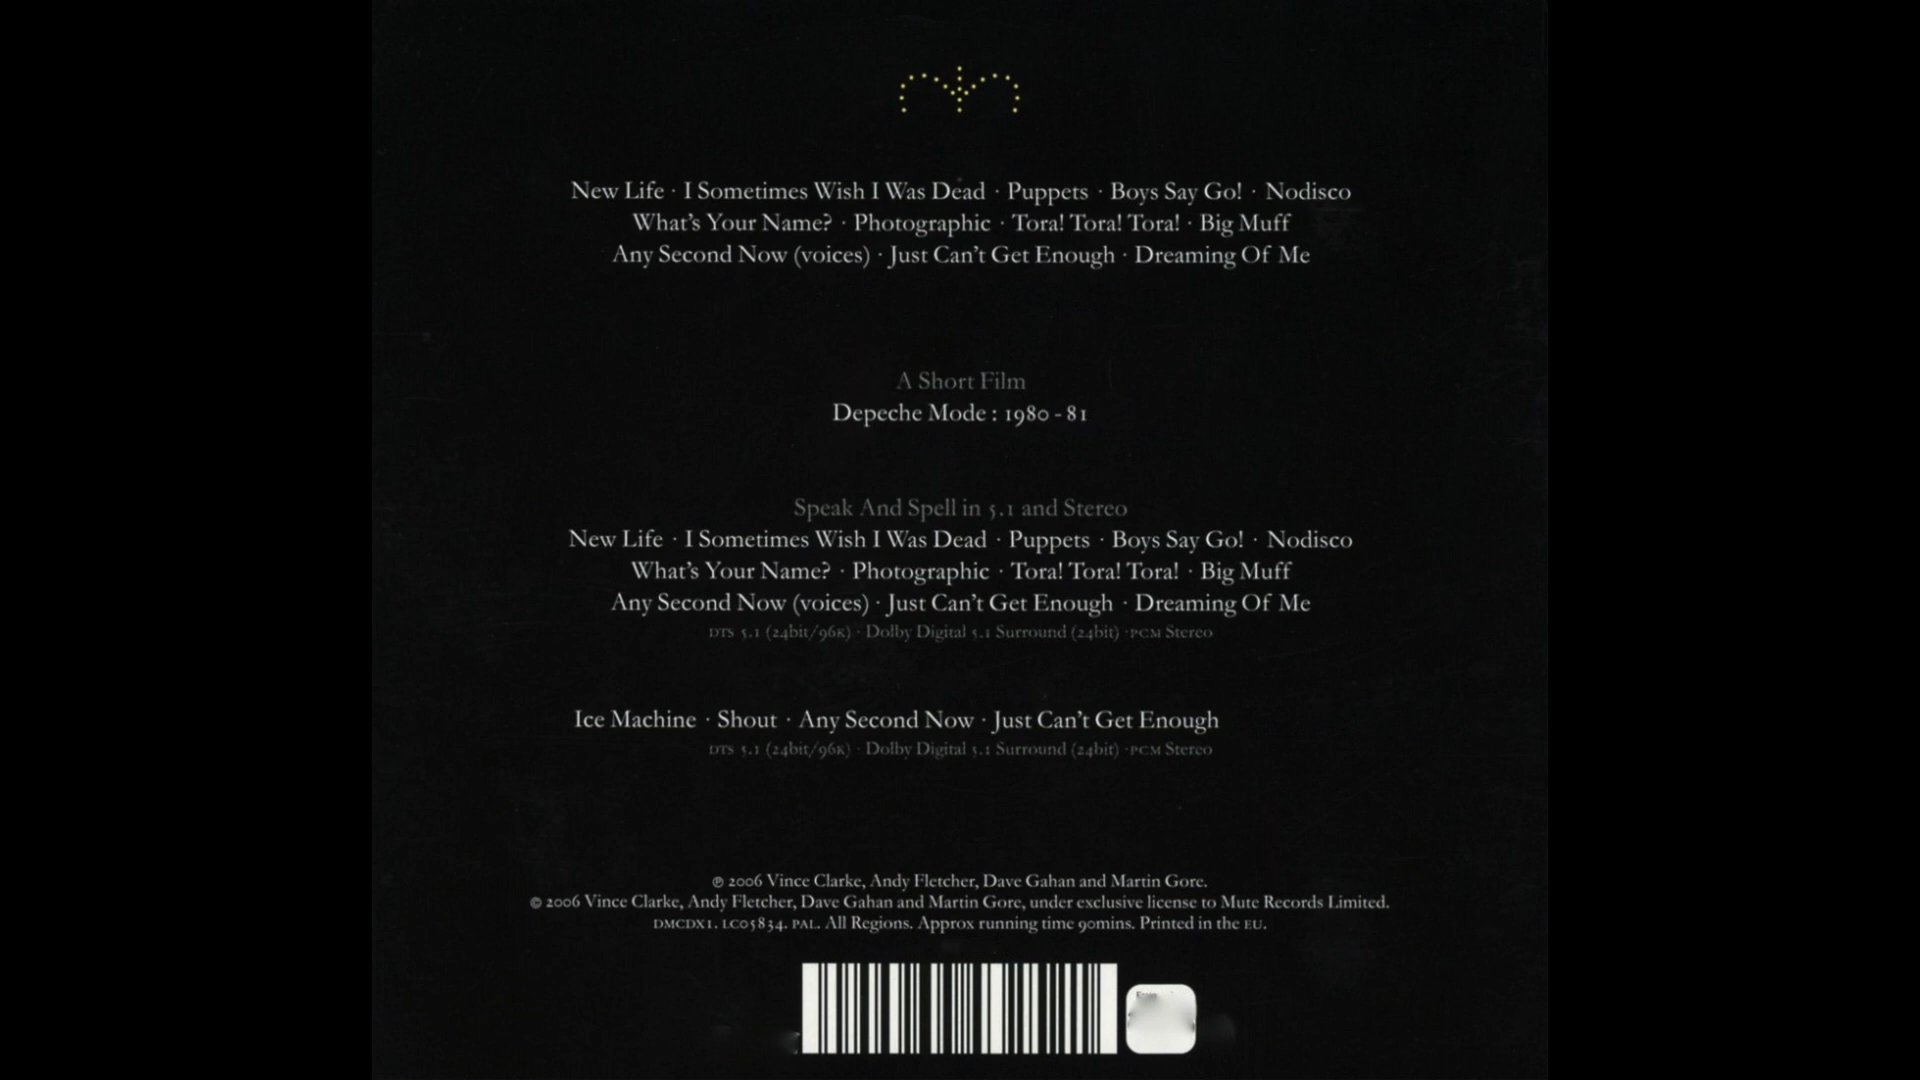 New Life · I Sometimes Wish I Was Dead · Puppets · Boys Say Go! · Nodisco
What's Your Name? · Photographic · Tora! Tora! Tora! · Big Muff
Any Second Now (voices) · Just Can't Get Enough · Dreaming Of Me
A Short Film
Depeche Mode : 1980 - 81
Speak And Spell in 5.1 and Stereo
New Life · I Sometimes Wish I Was Dead · Puppets · Boys Say Go! · Nodisco
What's Your Name? · Photographic · Tora! Tora! Tora! · Big Muff
Any Second Now (voices) · Just Can't Get Enough · Dreaming Of Me
DTS 5.1 (24bit/96K) · Dolby Digital 5.1 Surround (24bit) ·PCM Stereo
Ice Machine · Shout · Any Second Now · Just Can't Get Enough
DTS 5.1 (24bit/96K) · Dolby Digital 5.1 Surround (24bit) ·PCM Stereo
℗ 2006 Vince Clarke, Andy Fletcher, Dave Gahan and Martin Gore.
© 2006 Vince Clarke, Andy Fletcher, Dave Gahan and Martin Gore, under exclusive license to Mute Records Limited.
DMCDX1. LC05834. PAL. All Regions. Approx running time 90mins. Printed in the EU.